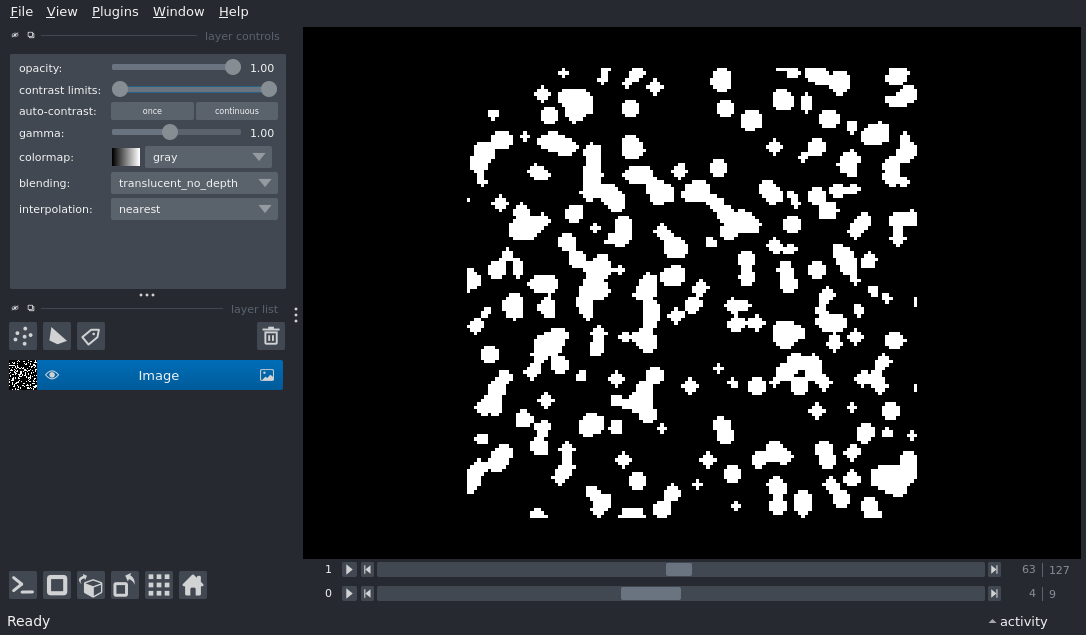 File View Plugins Window Help
layer controls
opacity: 1.00
contrast limits:
auto-contrast: once continuous
gamma: 1.00
colormap: gray
blending: translucent_no_depth
interpolation: nearest
layer list
Image
1 63 127
0 4 9
Ready activity